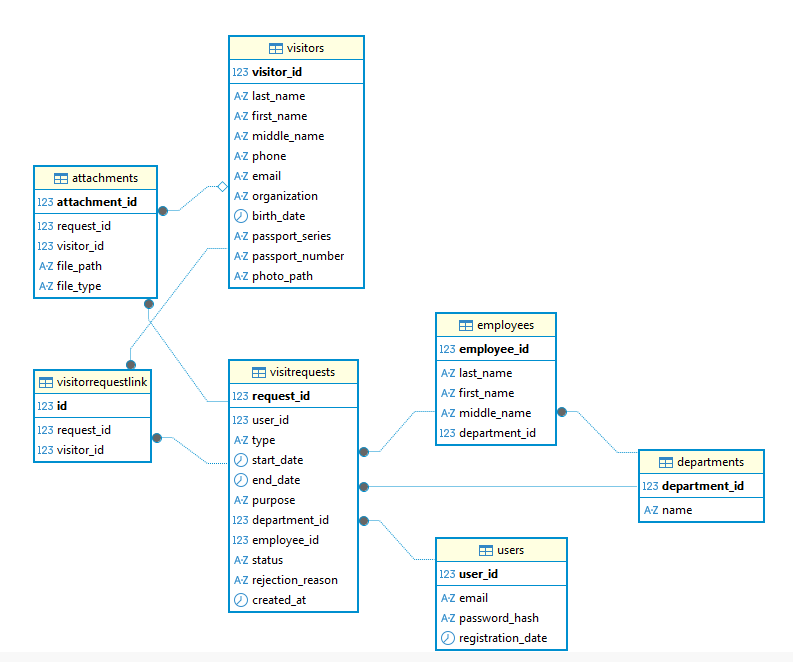 visitors
123 visitor_id
A-Z last_name
A-Z first_name
A-Z middle_name
A-Z phone
A-Z email
A-Z organization
birth_date
A-Z passport_series
A-Z passport_number
A-Z photo_path
attachments
123 attachment_id
123 request_id
123 visitor_id
A-Z file_path
A-Z file_type
visitorrequestlink
123 id
123 request_id
123 visitor_id
visitrequests
123 request_id
123 user_id
A-Z type
start_date
end_date
A-Z purpose
123 department_id
123 employee_id
A-Z status
A-Z rejection_reason
created_at
employees
123 employee_id
A-Z last_name
A-Z first_name
A-Z middle_name
123 department_id
departments
123 department_id
A-Z name
users
123 user_id
A-Z email
A-Z password_hash
registration_date